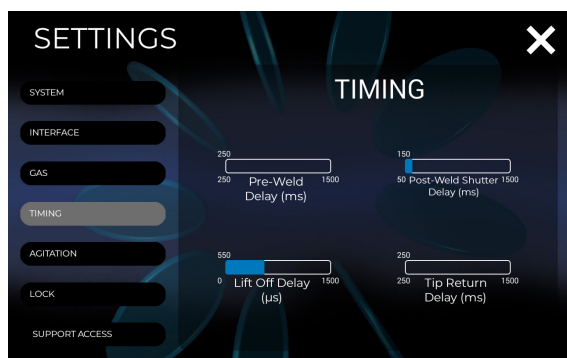 SETTINGS
X
SYSTEM
INTERFACE
GAS
TIMING
AGITATION
LOCK
SUPPORT ACCESS
TIMING
250
250 Pre-Weld 1500
Delay (ms)
150
50 Post-Weld Shutter 1500
Delay (ms)
550
0 Lift Off Delay 1500
(µs)
250
250 Tip Return 1500
Delay (ms)